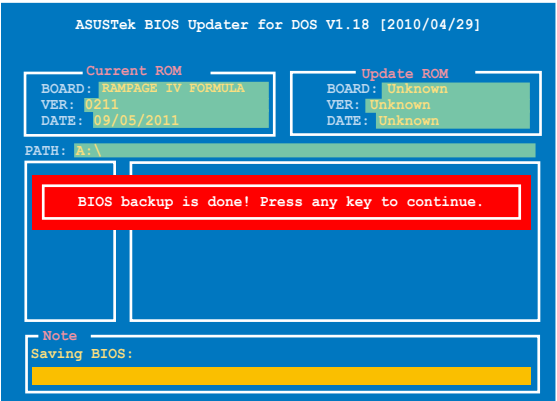 ASUSTek BIOS Updater for DOS V1.18 [2010/04/29]
Current ROM
BOARD: RAMPAGE IV FORMULA
VER: 0211
DATE: 09/05/2011
Update ROM
BOARD: Unknown
VER: Unknown
DATE: Unknown
PATH: A:\
BIOS backup is done! Press any key to continue.
Note
Saving BIOS: